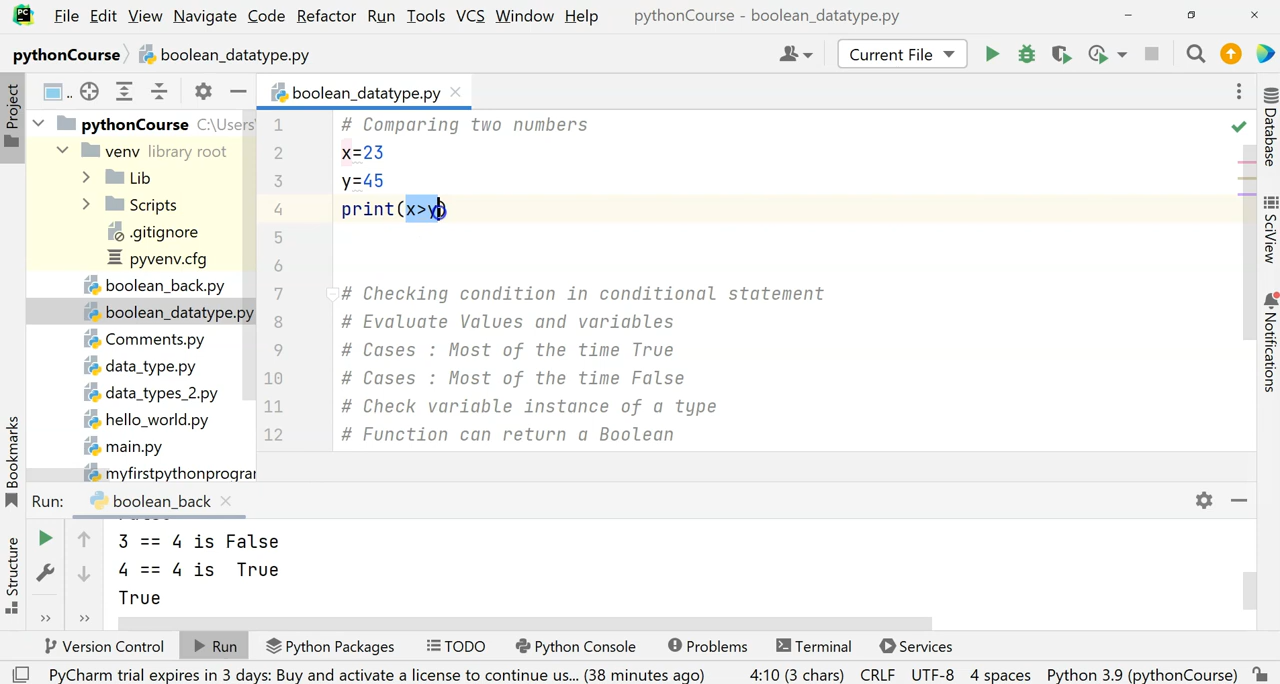 File Edit View Navigate Code Refactor Run Tools VCS Window Help pythonCourse - boolean_datatype.py
pythonCourse boolean_datatype.py Current File
Project ..
boolean_datatype.py
pythonCourse C:\Users
venv library root
Lib
Scripts
.gitignore
pyvenv.cfg
boolean_back.py
boolean_datatype.py
Comments.py
data_type.py
data_types_2.py
hello_world.py
main.py
myfirstpythonprogra
1 # Comparing two numbers
2 x=23
3 y=45
4 print(x>y)
5
6
7 # Checking condition in conditional statement
8 # Evaluate Values and variables
9 # Cases : Most of the time True
10 # Cases : Most of the time False
11 # Check variable instance of a type
12 # Function can return a Boolean
Database
SciView
Notifications
Bookmarks
Structure
Run: boolean_back
3 == 4 is False
4 == 4 is  True
True
Version Control Run Python Packages TODO Python Console Problems Terminal Services
PyCharm trial expires in 3 days: Buy and activate a license to continue us... (38 minutes ago) 4:10 (3 chars) CRLF UTF-8 4 spaces Python 3.9 (pythonCourse)